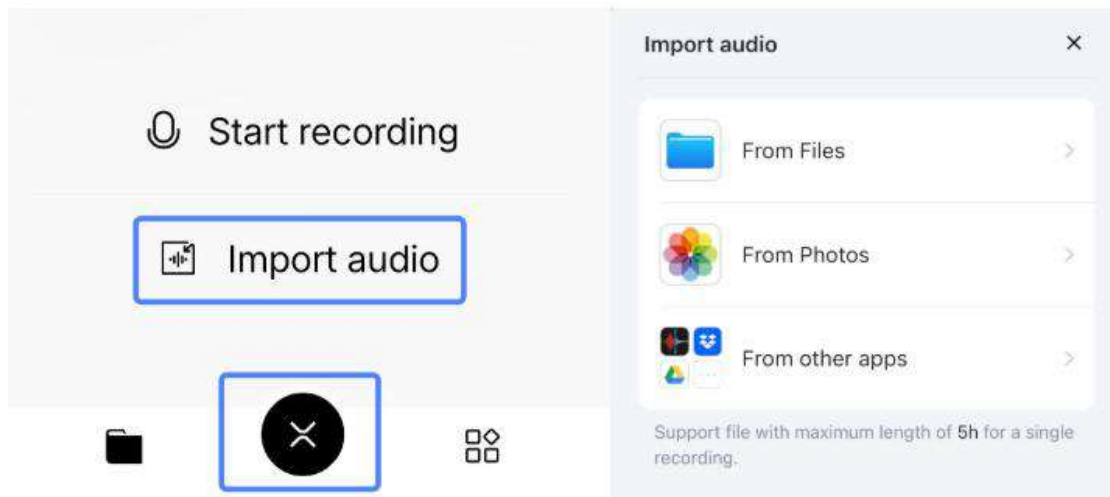 Start recording
Import audio
Import audio
From Files
From Photos
From other apps
Support file with maximum length of 5h for a single
recording.